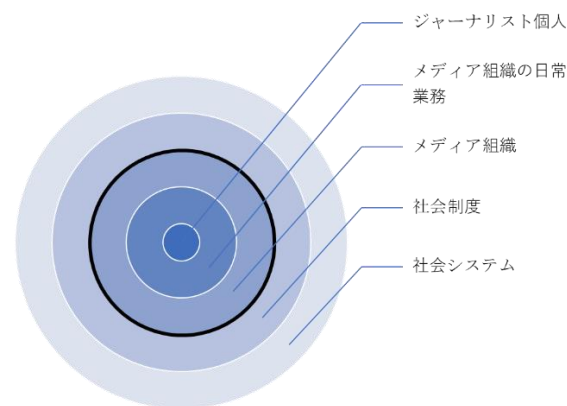 ジャーナリスト個人
メディア組織の日常
業務
メディア組織
社会制度
社会システム